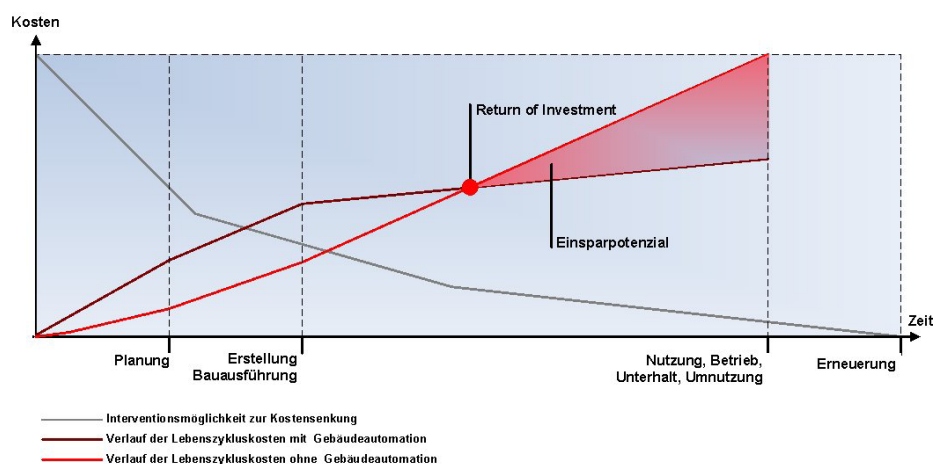 Kosten
Return of Investment
Einsparpotenzial
Zeit
Planung
Erstellung
Bauausführung
Nutzung, Betrieb,
Unterhalt, Umnutzung
Erneuerung
Interventionsmöglichkeit zur Kostensenkung
Verlauf der Lebenszykluskosten mit Gebäudeautomation
Verlauf der Lebenszykluskosten ohne Gebäudeautomation